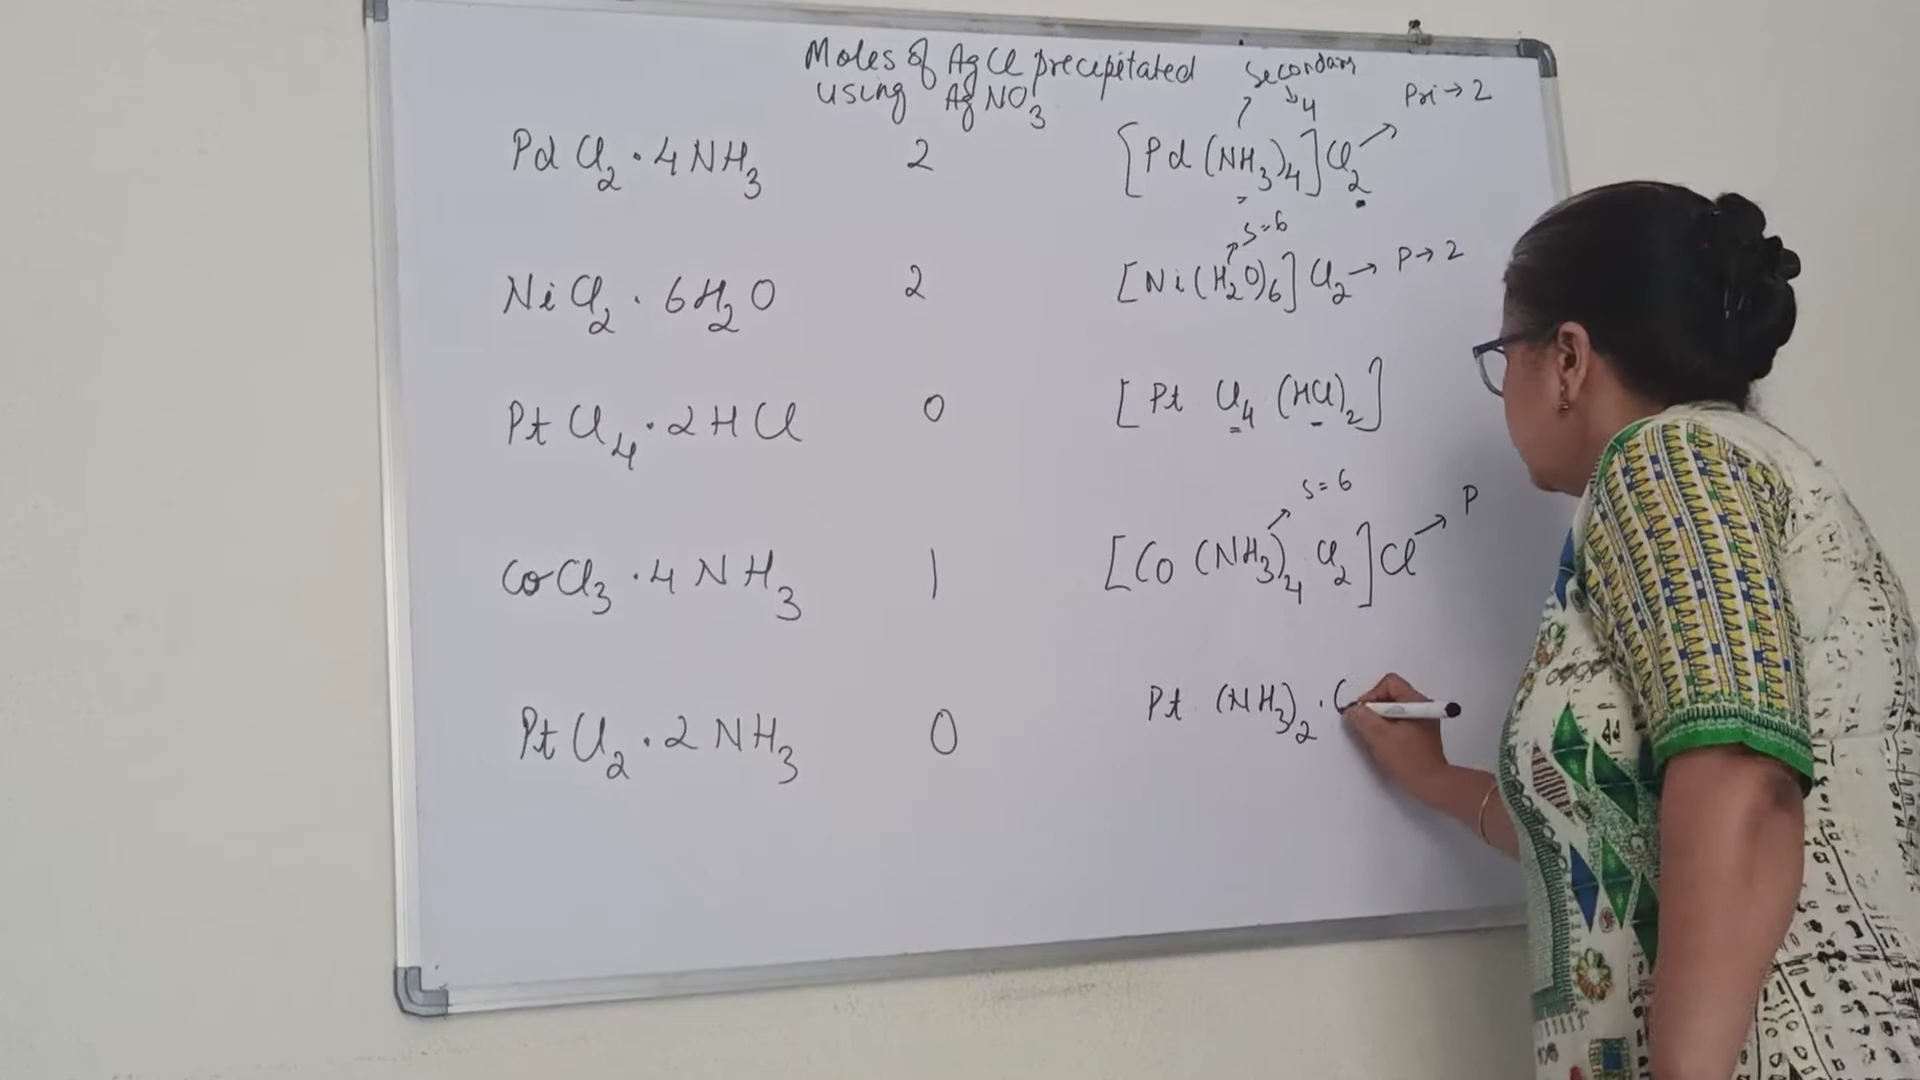 Moles of AgCl precipitated
using AgNO3
Secondary
↳ 4
Pri → 2
PdCl2 · 4NH3 2 [Pd(NH3)4]Cl2
S=6
NiCl2 · 6H2O 2 [Ni(H2O)6]Cl2 → P → 2
PtCl4 · 2HCl 0 [Pt Cl4 (HCl)2]
S=6
P
CoCl3 · 4NH3 1 [Co (NH3)4 Cl2]Cl
PtCl2 · 2NH3 0 Pt (NH3)2 ·